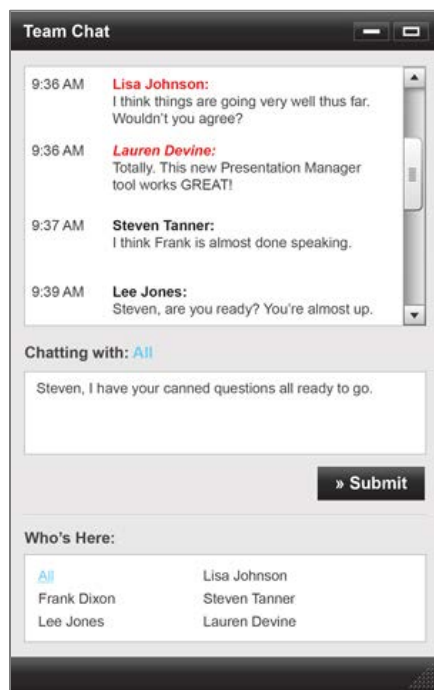 Team Chat
9:36 AM Lisa Johnson:
I think things are going very well thus far.
Wouldn't you agree?
9:36 AM Lauren Devine:
Totally. This new Presentation Manager
tool works GREAT!
9:37 AM Steven Tanner:
I think Frank is almost done speaking.
9:39 AM Lee Jones:
Steven, are you ready? You're almost up.
Chatting with: All
Steven, I have your canned questions all ready to go.
» Submit
Who's Here:
All Lisa Johnson
Frank Dixon Steven Tanner
Lee Jones Lauren Devine